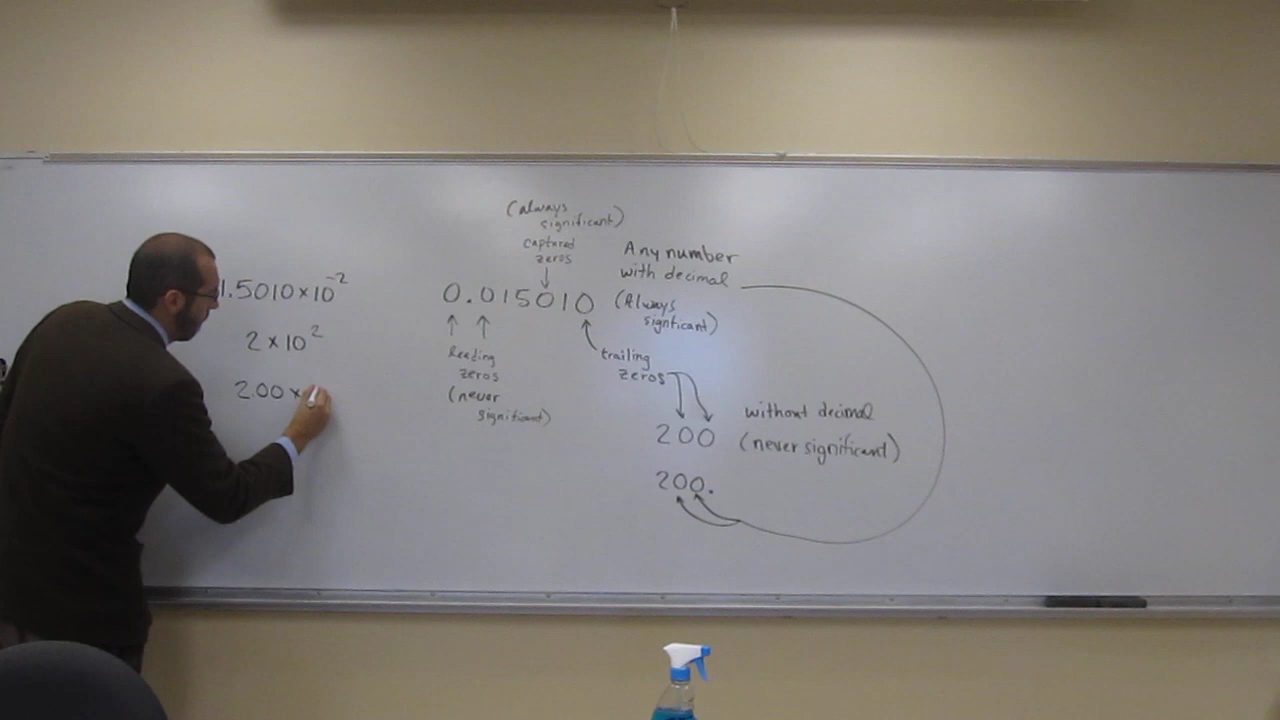 1.5010×10⁻²
2×10²
2.00×
(always
significant)
captured
zeros
0.015010
leading
zeros
(never
significant)
Any number
with decimal
(Always
signficant)
trailing
zeros
200
without decimal
(never significant)
200.